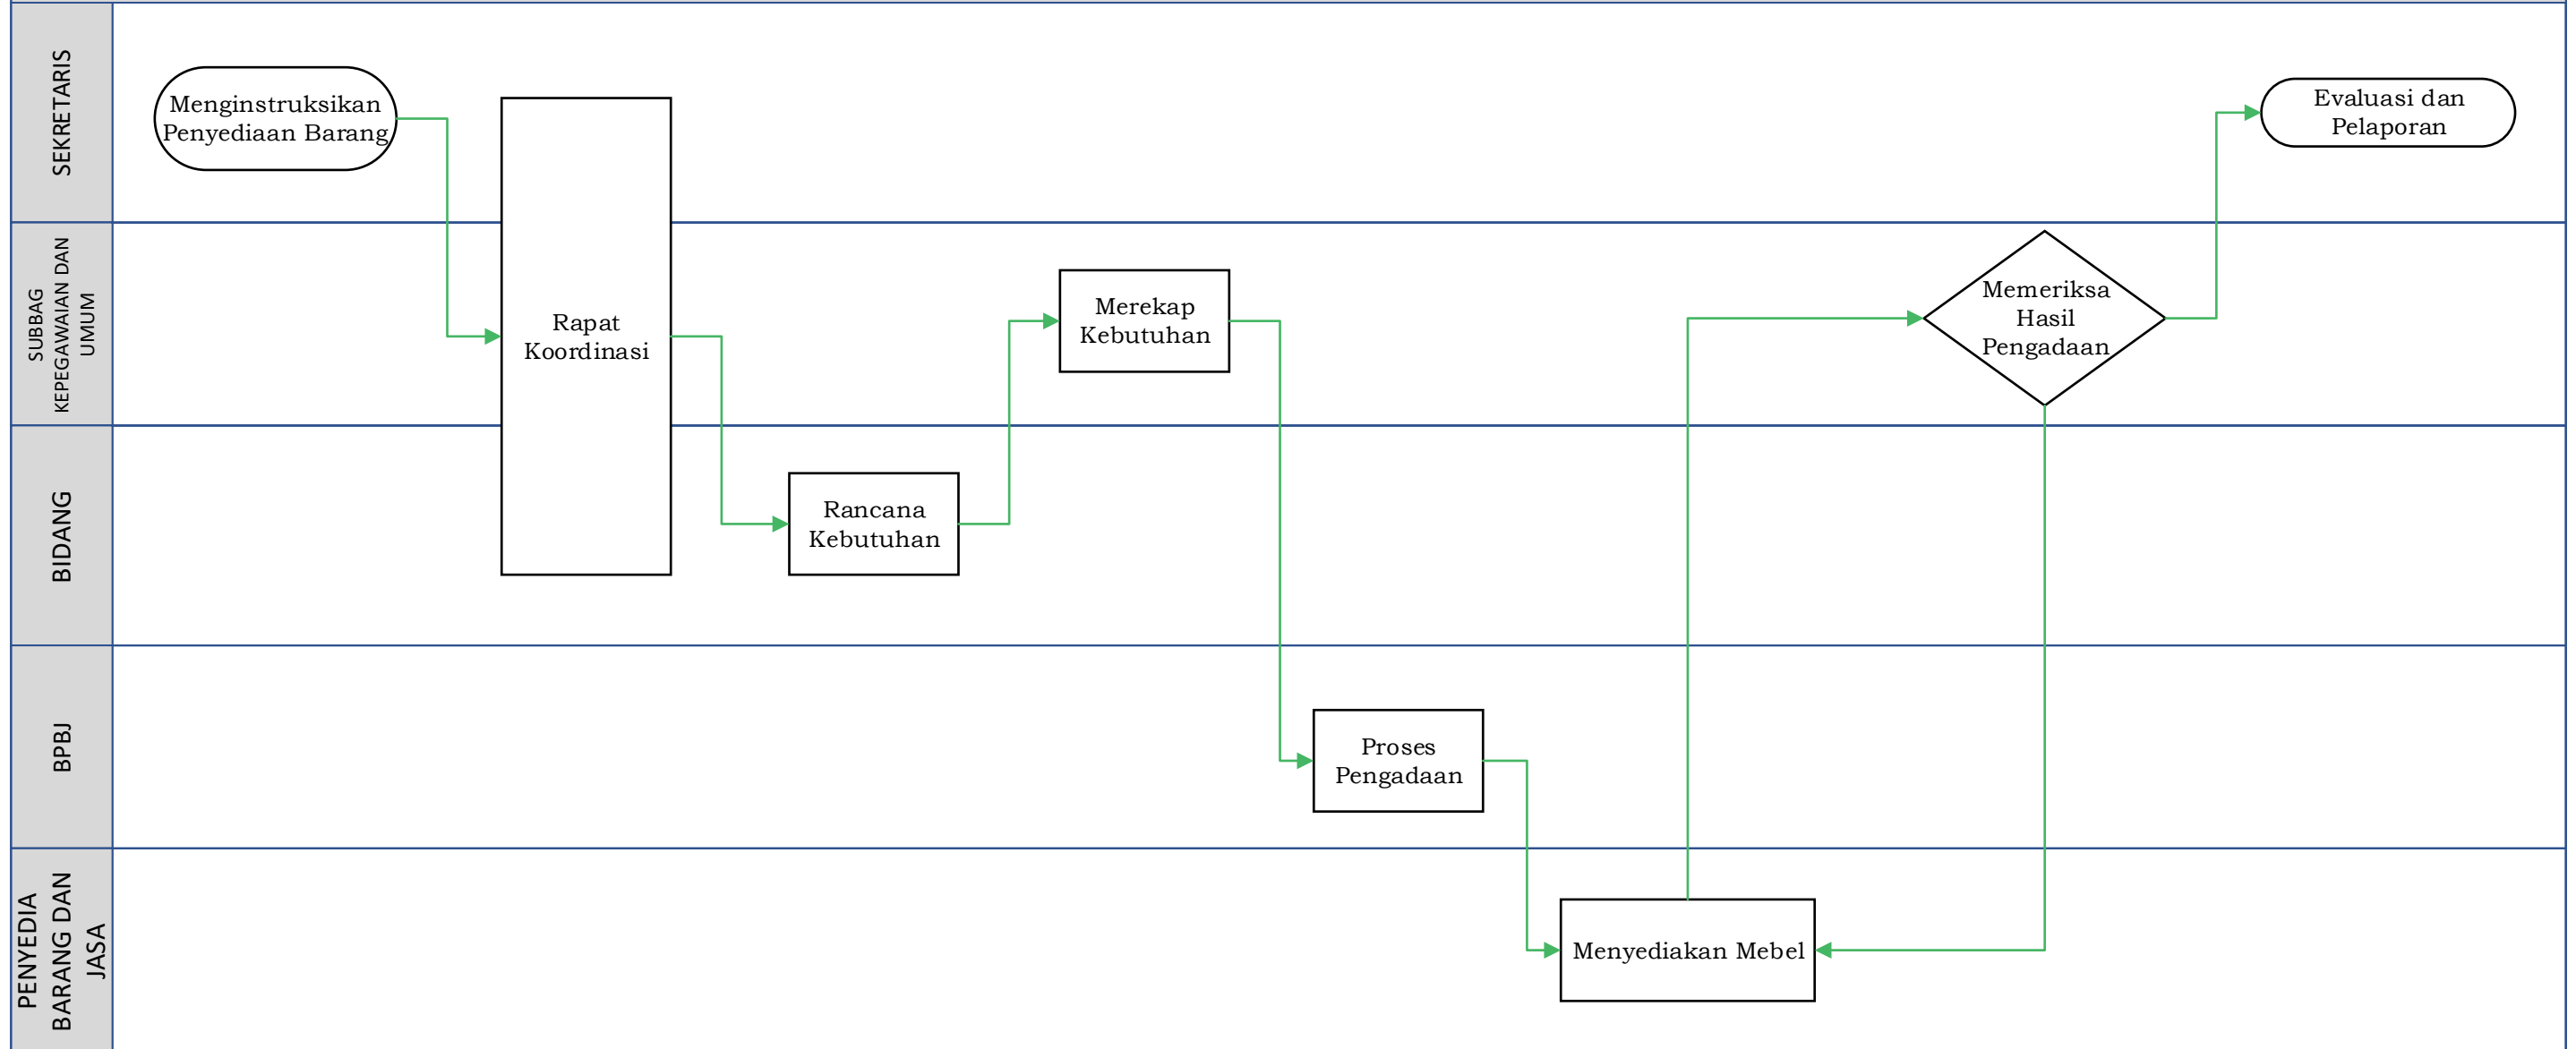 SEKRETARIS
Menginstruksikan
Penyediaan Barang
Evaluasi dan
Pelaporan
SUBBAG
KEPEGAWAIAN DAN
UMUM
Rapat
Koordinasi
Merekap
Kebutuhan
Memeriksa
Hasil
Pengadaan
BIDANG
Rancana
Kebutuhan
BPBJ
Proses
Pengadaan
PENYEDIA
BARANG DAN
JASA
Menyediakan Mebel